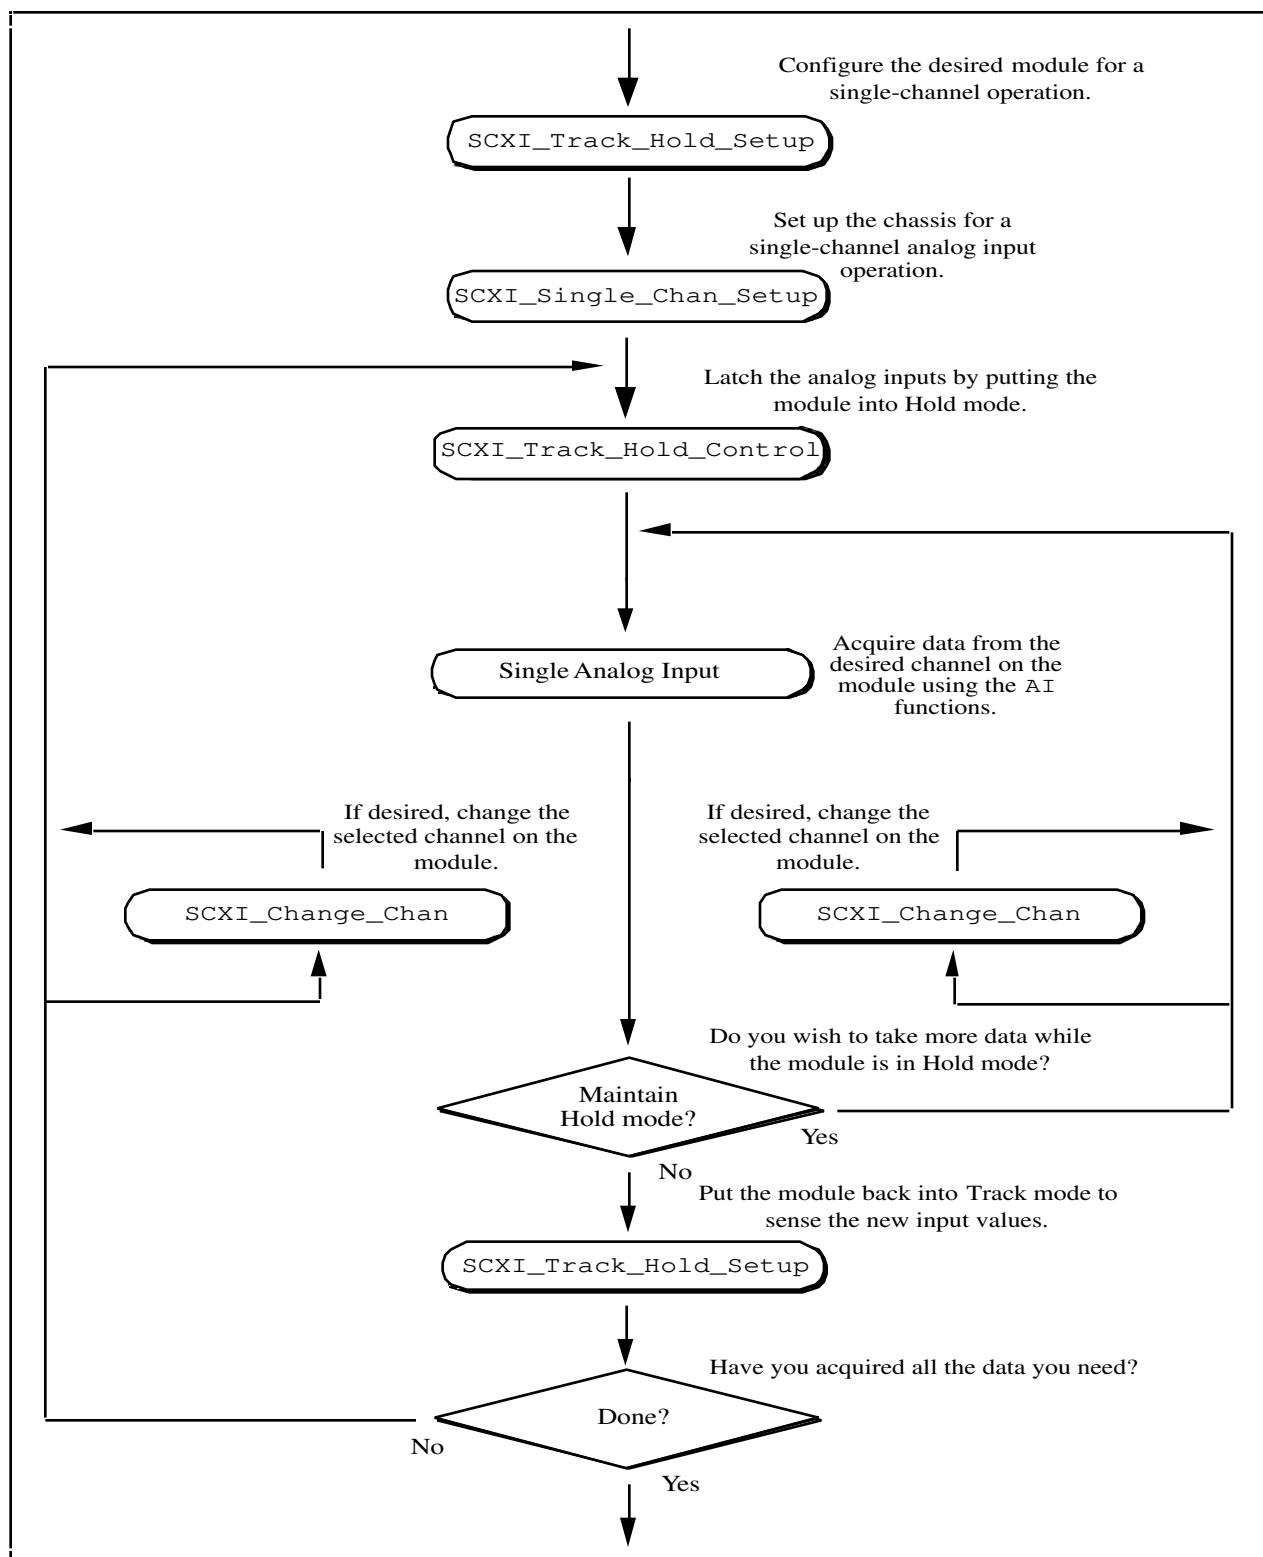 Configure the desired module for a
single-channel operation.
SCXI_Track_Hold_Setup
Set up the chassis for a
single-channel analog input
operation.
SCXI_Single_Chan_Setup
Latch the analog inputs by putting the
module into Hold mode.
SCXI_Track_Hold_Control
Single Analog Input
Acquire data from the
desired channel on the
module using the AI
functions.
If desired, change the
selected channel on the
module.
SCXI_Change_Chan
If desired, change the
selected channel on the
module.
SCXI_Change_Chan
Do you wish to take more data while
the module is in Hold mode?
Maintain
Hold mode?
Yes
No
Put the module back into Track mode to
sense the new input values.
SCXI_Track_Hold_Setup
Have you acquired all the data you need?
Done?
No
Yes